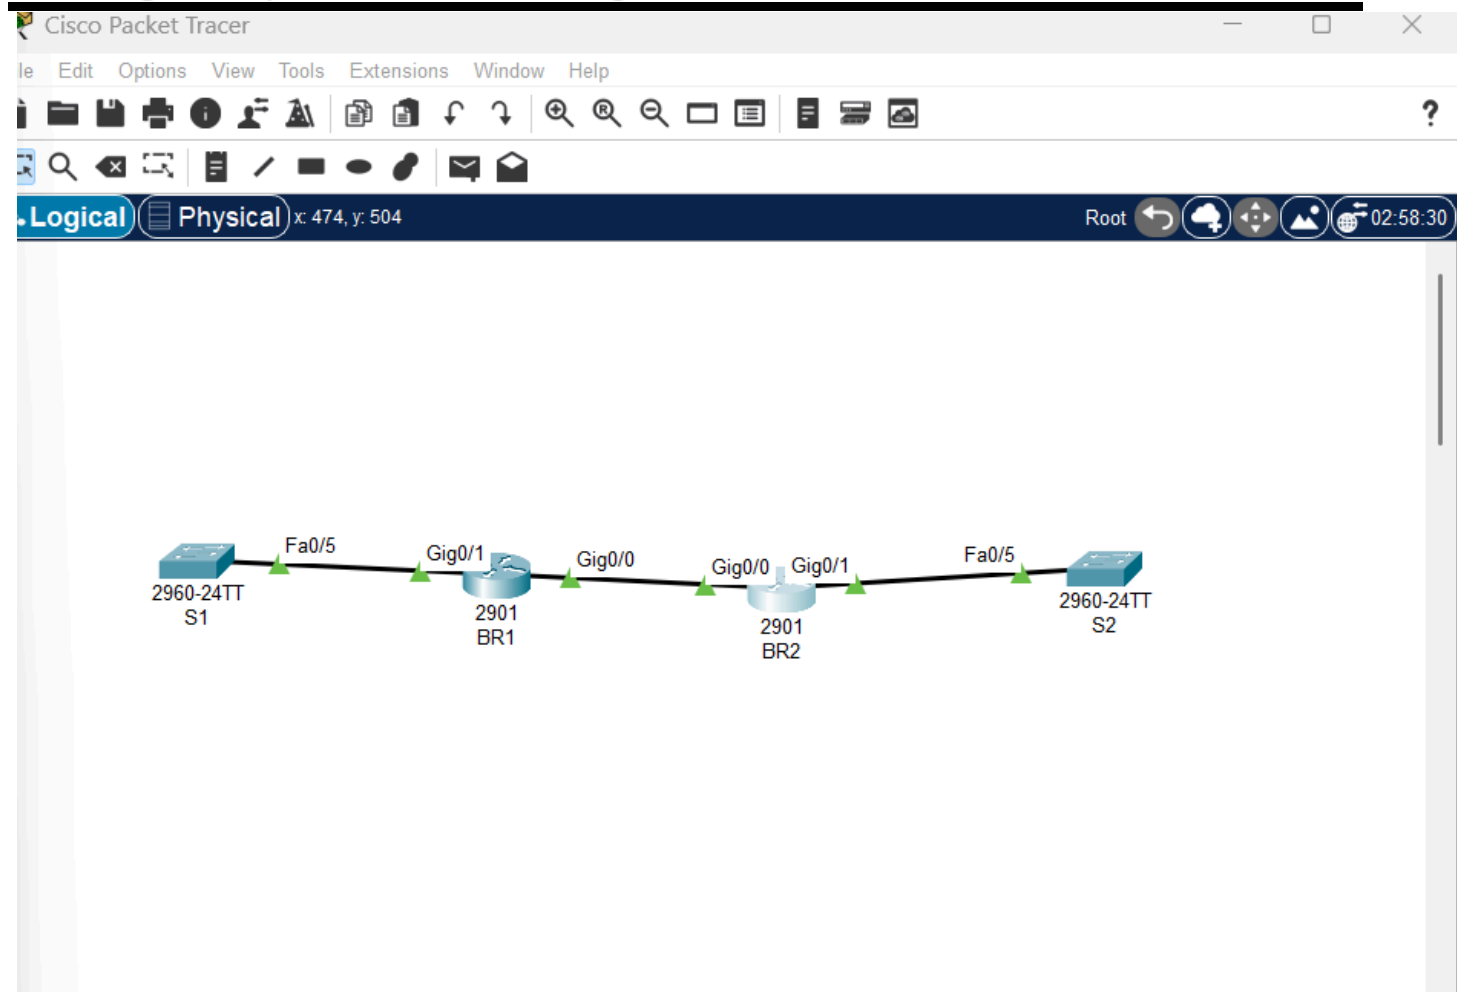 Cisco Packet Tracer
le Edit Options View Tools Extensions Window Help
Logical Physical x: 474, y: 504 Root 02:58:30
Fa0/5 Gig0/1 Gig0/0 Gig0/0 Gig0/1 Fa0/5
2960-24TT
S1
2901
BR1
2901
BR2
2960-24TT
S2